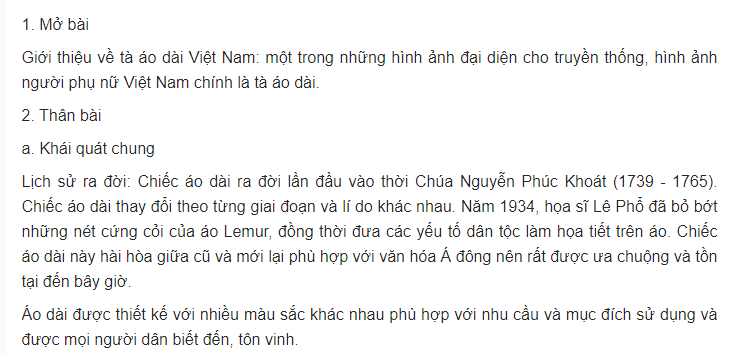 1. Mở bài
Giới thiệu về tà áo dài Việt Nam: một trong những hình ảnh đại diện cho truyền thống, hình ảnh
người phụ nữ Việt Nam chính là tà áo dài.
2. Thân bài
a. Khái quát chung
Lịch sử ra đời: Chiếc áo dài ra đời lần đầu vào thời Chúa Nguyễn Phúc Khoát (1739 - 1765).
Chiếc áo dài thay đổi theo từng giai đoạn và lí do khác nhau. Năm 1934, họa sĩ Lê Phổ đã bỏ bớt
những nét cứng cỏi của áo Lemur, đồng thời đưa các yếu tố dân tộc làm họa tiết trên áo. Chiếc
áo dài này hài hòa giữa cũ và mới lại phù hợp với văn hóa Á đông nên rất được ưa chuộng và tồn
tại đến bây giờ.
Áo dài được thiết kế với nhiều màu sắc khác nhau phù hợp với nhu cầu và mục đích sử dụng và
được mọi người dân biết đến, tôn vinh.